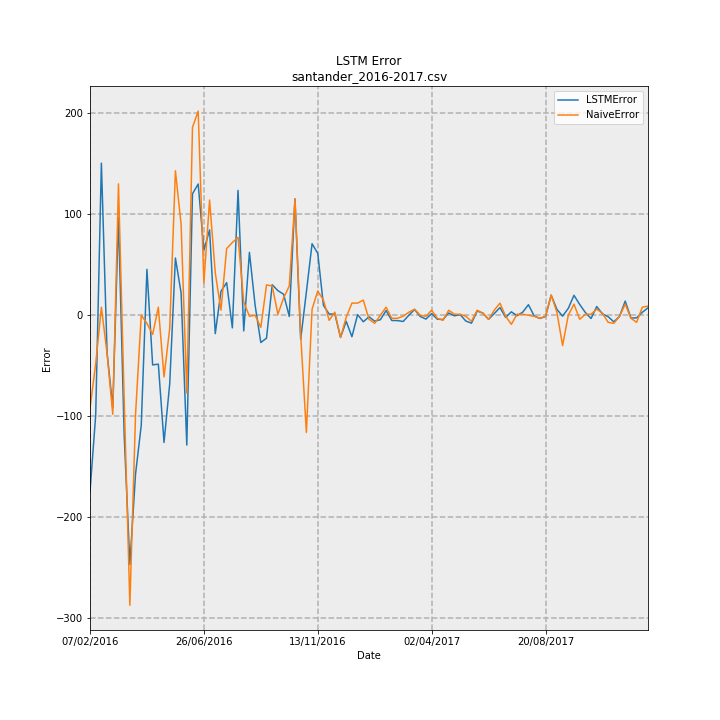 LSTM Error
santander_2016-2017.csv
LSTMError
NaiveError
200
100
0
−100
−200
−300
Error
07/02/2016 26/06/2016 13/11/2016 02/04/2017 20/08/2017
Date